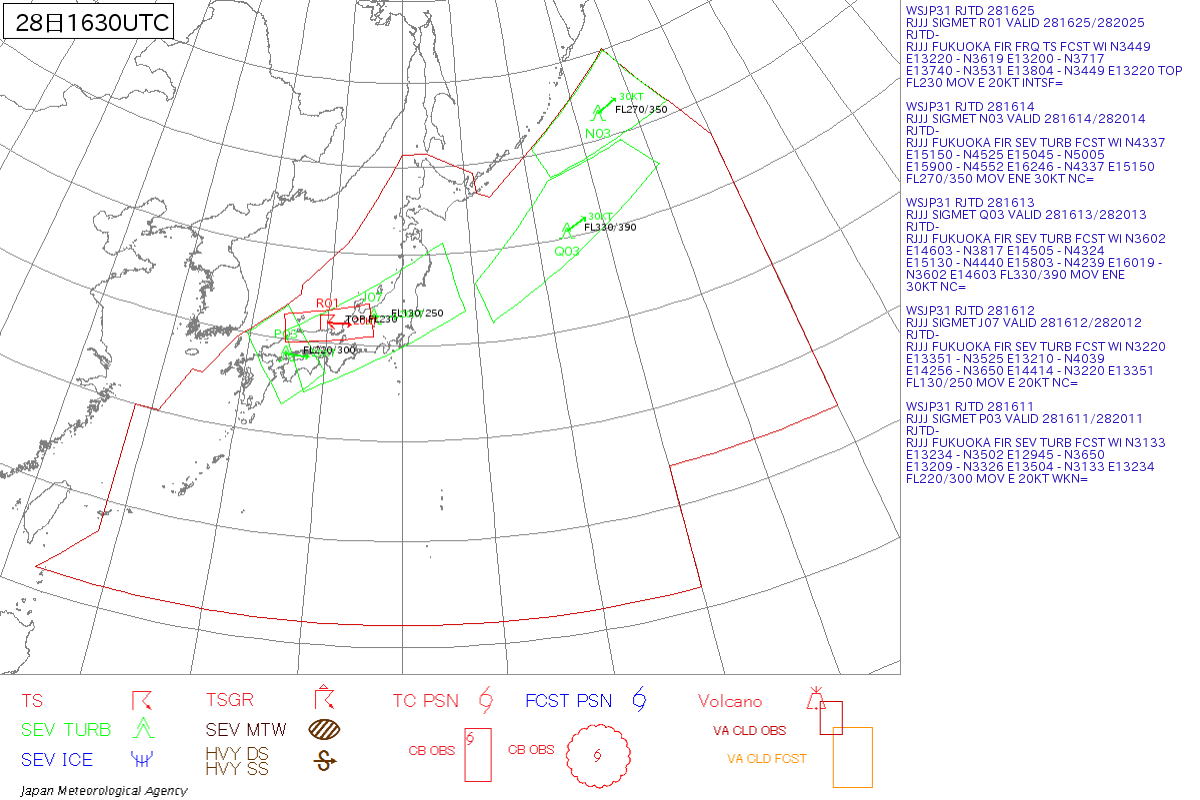 28日1630UTC
WSJP31 RJTD 281625
RJJJ SIGMET R01 VALID 281625/282025
RJTD-
RJJJ FUKUOKA FIR FRQ TS FCST WI N3449
E13220 - N3619 E13200 - N3717
E13740 - N3531 E13804 - N3449 E13220 TOP
FL230 MOV E 20KT INTSF=
WSJP31 RJTD 281614
RJJJ SIGMET N03 VALID 281614/282014
RJTD-
RJJJ FUKUOKA FIR SEV TURB FCST WI N4337
E15150 - N4525 E15045 - N5005
E15900 - N4552 E16246 - N4337 E15150
FL270/350 MOV ENE 30KT NC=
WSJP31 RJTD 281613
RJJJ SIGMET Q03 VALID 281613/282013
RJTD-
RJJJ FUKUOKA FIR SEV TURB FCST WI N3602
E14603 - N3817 E14505 - N4324
E15130 - N4440 E15803 - N4239 E16019 -
N3602 E14603 FL330/390 MOV ENE
30KT NC=
WSJP31 RJTD 281612
RJJJ SIGMET J07 VALID 281612/282012
RJTD-
RJJJ FUKUOKA FIR SEV TURB FCST WI N3220
E13351 - N3525 E13210 - N4039
E14256 - N3650 E14414 - N3220 E13351
FL130/250 MOV E 20KT NC=
WSJP31 RJTD 281611
RJJJ SIGMET P03 VALID 281611/282011
RJTD-
RJJJ FUKUOKA FIR SEV TURB FCST WI N3133
E13234 - N3502 E12945 - N3650
E13209 - N3326 E13504 - N3133 E13234
FL220/300 MOV E 20KT WKN=
30KT
FL270/350
N03
30KT
FL330/390
Q03
R01
J07
FL130/250
TOP FL230
P03
FL220/300
TS
TSGR
TC PSN
FCST PSN
Volcano
SEV TURB
SEV MTW
CB OBS
CB OBS
VA CLD OBS
SEV ICE
HVY DS
HVY SS
VA CLD FCST
Japan Meteorological Agency